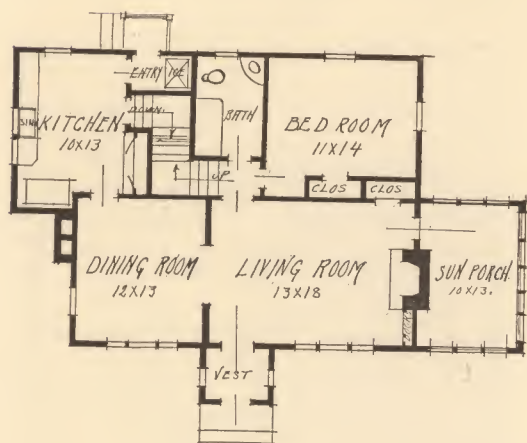 ENTRY
ICE
SINK
KITCHEN
10X13
DOWN
BATH
BED ROOM
11X14
UP
CLOS
CLOS
DINING ROOM
12X13
LIVING ROOM
13X18
SUN PORCH
10X13.
BOOKS
VEST